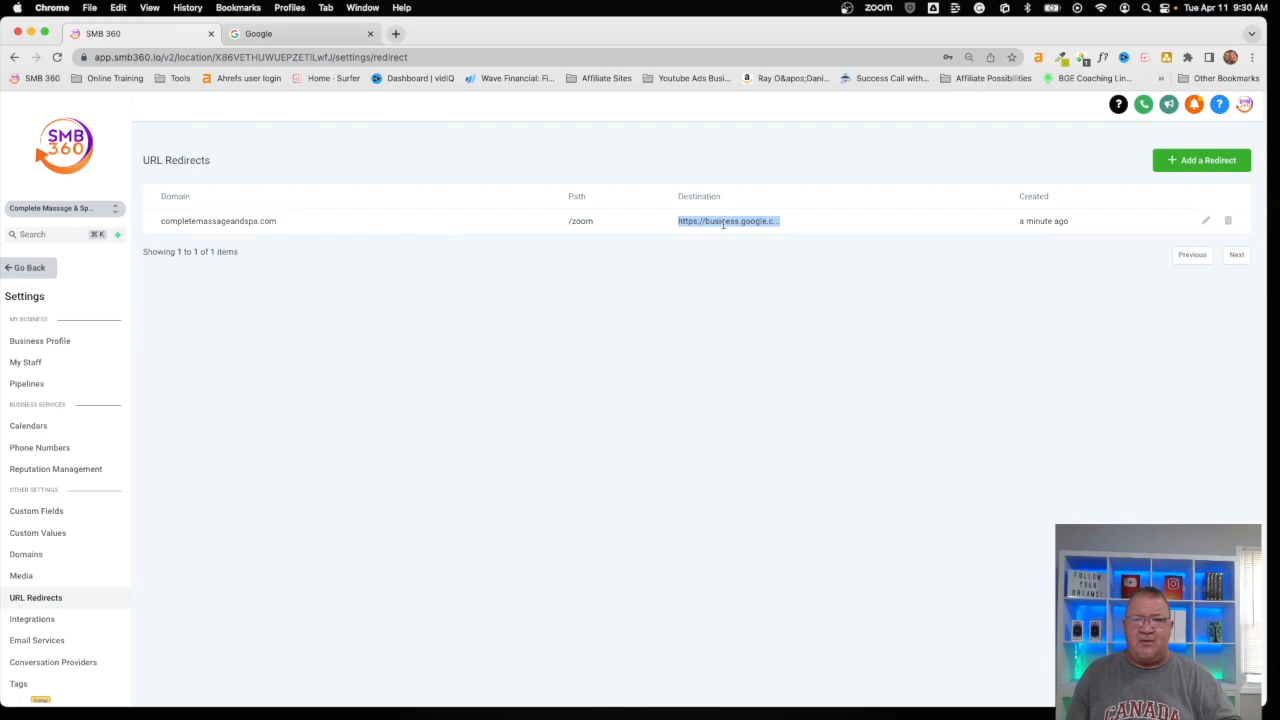 Chrome File Edit View History Bookmarks Profiles Tab Window Help zoom Tue Apr 11 9:30 AM
SMB 360 Google
app.smb360.io/v2/location/X86VETHUWUEPZETiLwfJ/settings/redirect
SMB 360 Online Training Tools Ahrefs user login Home · Surfer Dashboard | vidIQ Wave Financial: Fi... Affiliate Sites Youtube Ads Busi... Ray O&apos;Dani... Success Call with... Affiliate Possibilities BGE Coaching Lin... » Other Bookmarks
SMB
360
URL Redirects
+ Add a Redirect
Domain Path Destination Created
completemassageandspa.com /zoom https://business.google.c... a minute ago
Showing 1 to 1 of 1 items
Previous Next
Complete Massage & Sp...
Search ⌘ K
Go Back
Settings
MY BUSINESS
Business Profile
My Staff
Pipelines
BUSINESS SERVICES
Calendars
Phone Numbers
Reputation Management
OTHER SETTINGS
Custom Fields
Custom Values
Domains
Media
URL Redirects
Integrations
Email Services
Conversation Providers
Tags
FOLLOW
YOUR
DREAMS!
CANADA